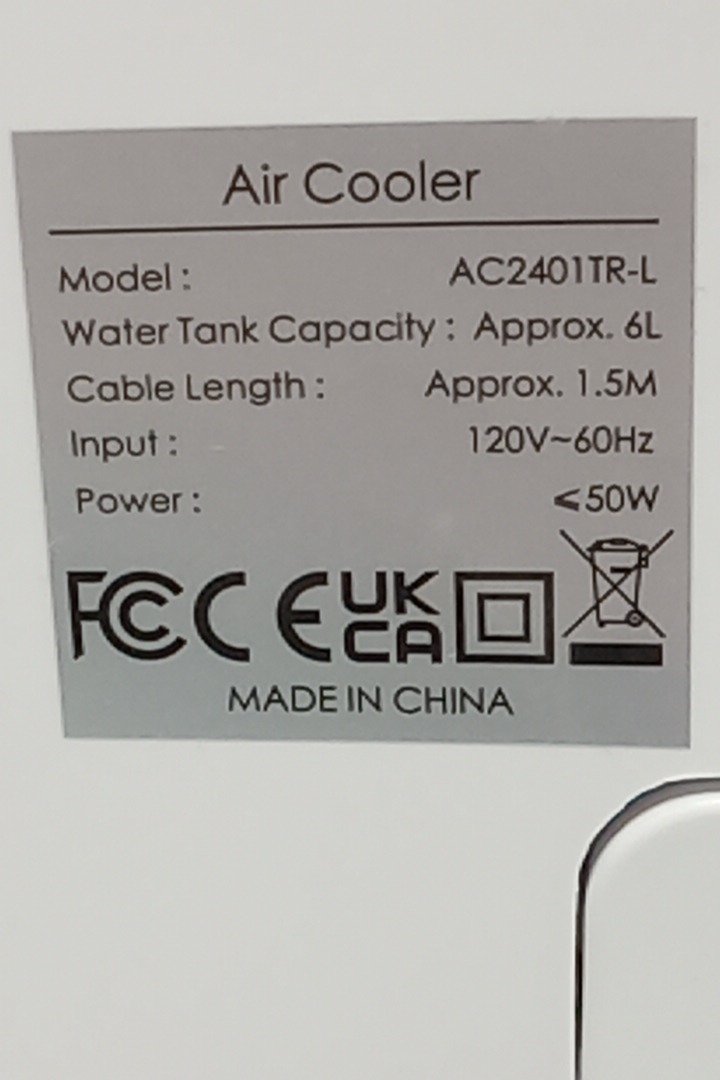 Air Cooler
Model : AC2401TR-L
Water Tank Capacity : Approx. 6L
Cable Length : Approx. 1.5M
Input : 120V~60Hz
Power : ⩽50W
FC CE UK
CA
MADE IN CHINA